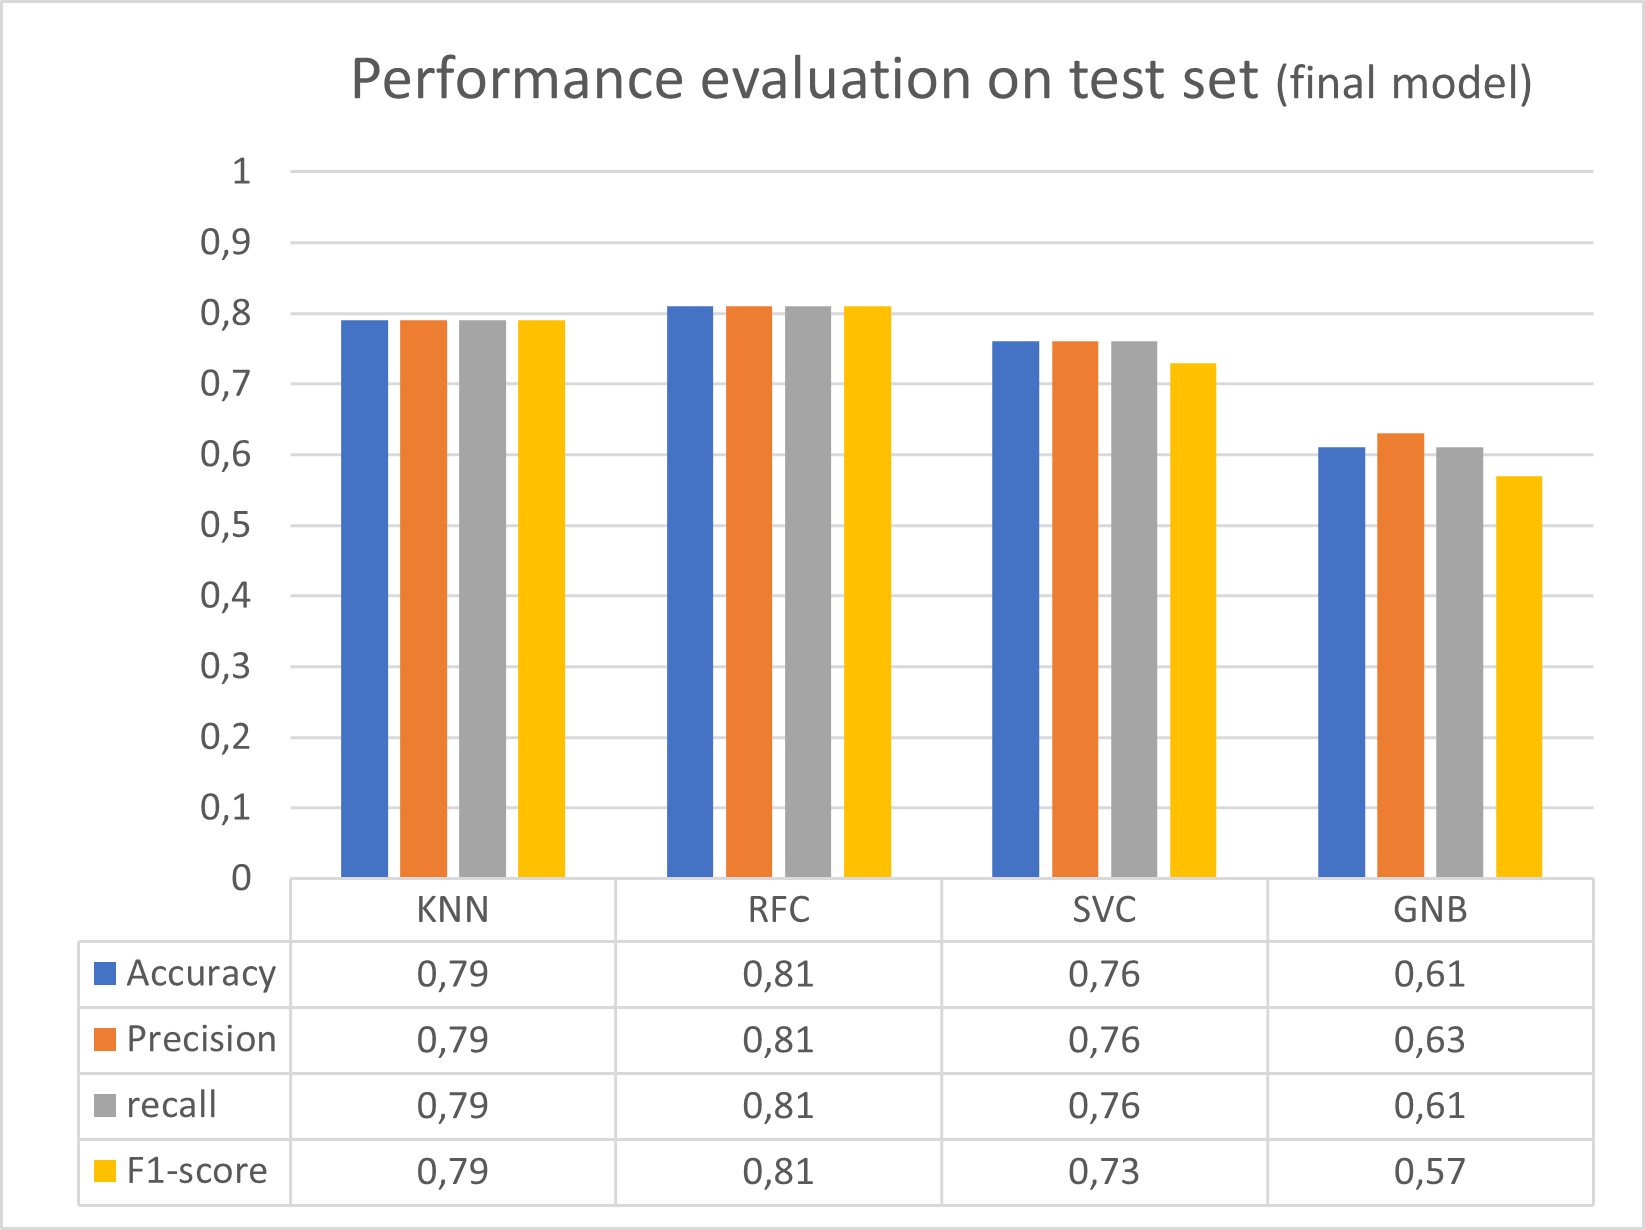 Performance evaluation on test set (final model)
1
0,9
0,8
0,7
0,6
0,5
0,4
0,3
0,2
0,1
0
KNN RFC SVC GNB
Accuracy 0,79 0,81 0,76 0,61
Precision 0,79 0,81 0,76 0,63
recall 0,79 0,81 0,76 0,61
F1-score 0,79 0,81 0,73 0,57